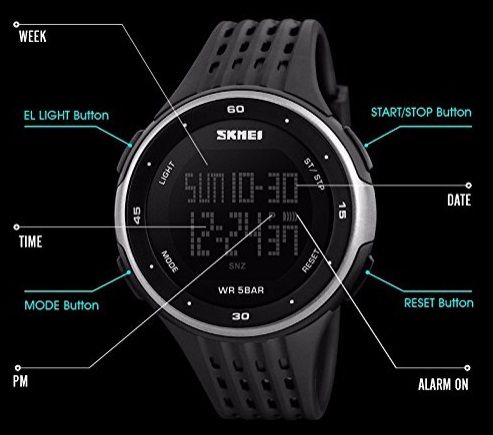 WEEK
EL LIGHT Button
START/STOP Button
60
SKMEI
LIGHT
ST/STP
SUN 10-30
DATE
45
15
TIME
12:24 37
P
SNZ
MODE
RESET
WR 5BAR
MODE Button
RESET Button
30
PM
ALARM ON